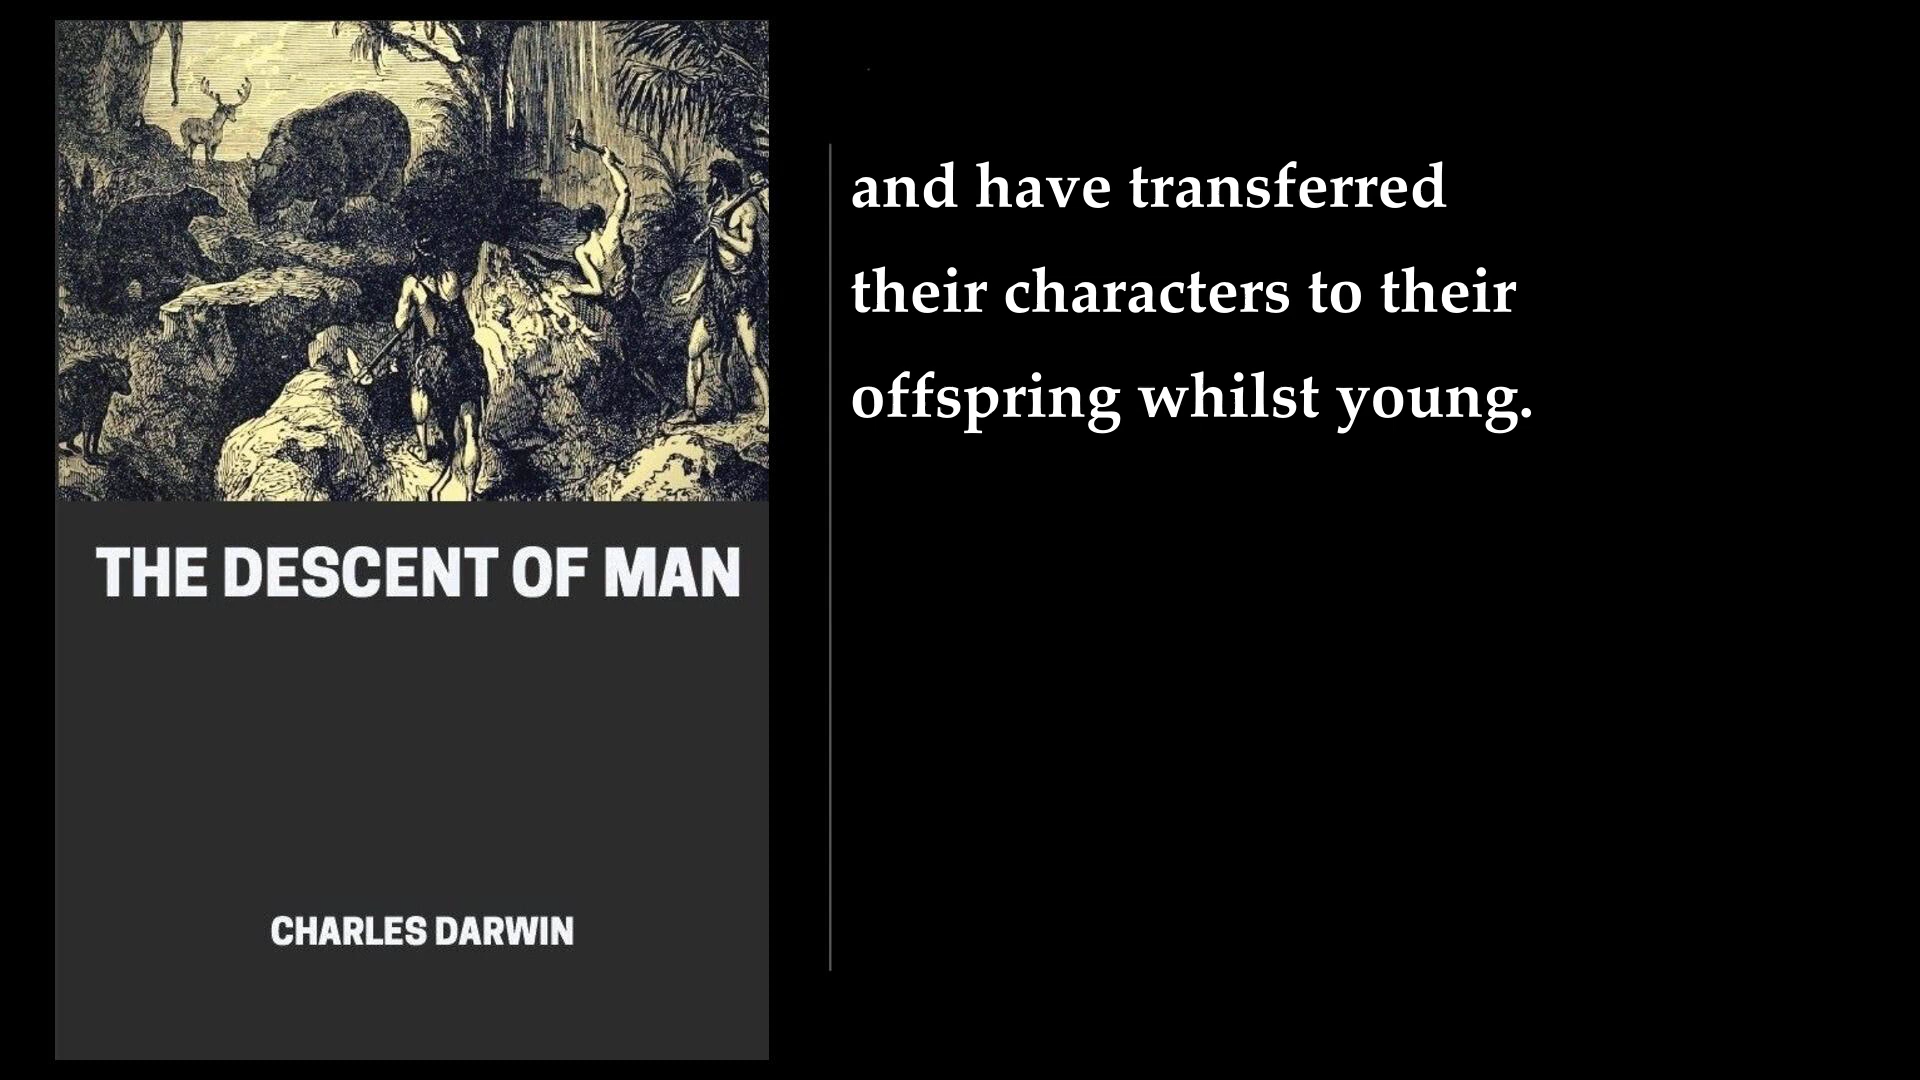 THE DESCENT OF MAN
CHARLES DARWIN
and have transferred
their characters to their
offspring whilst young.